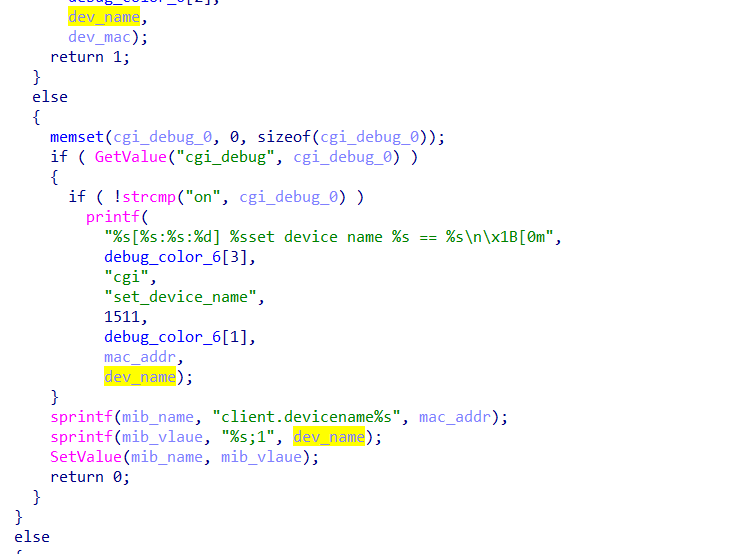 dev_name,
dev_mac);
return 1;
}
else
{
memset(cgi_debug_0, 0, sizeof(cgi_debug_0));
if ( GetValue("cgi_debug", cgi_debug_0) )
{
if ( !strcmp("on", cgi_debug_0) )
printf(
"%s[%s:%s:%d] %sset device name %s == %s\n\x1B[0m",
debug_color_6[3],
"cgi",
"set_device_name",
1511,
debug_color_6[1],
mac_addr,
dev_name);
}
sprintf(mib_name, "client.devicename%s", mac_addr);
sprintf(mib_vlaue, "%s;1", dev_name);
SetValue(mib_name, mib_vlaue);
return 0;
}
}
else